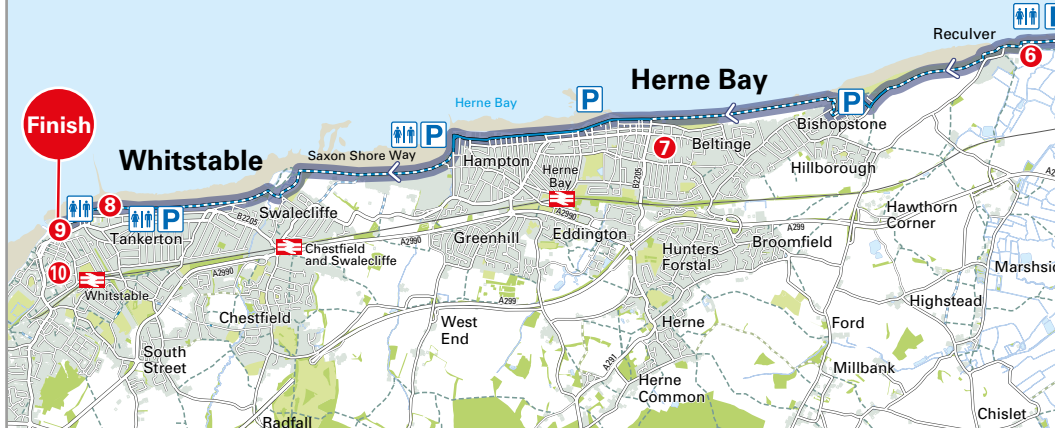 P
Reculver
6
Herne Bay
Herne Bay
P
P
Bishopstone
Finish
P
7
Beltinge
Whitstable
Saxon Shore Way
Hampton
Hillborough
Herne
Bay
B2205
A2
8
P
B2205
Swalecliffe
A2990
Hawthorn
Corner
9
Tankerton
A2990
Greenhill
Eddington
A299
Hunters
Forstal
Broomfield
Chestfield
and Swalecliffe
10
Whitstable
A2990
Marshsid
A299
Highstead
Chestfield
West
End
Herne
Ford
South
Street
A291
Millbank
Herne
Common
Radfall
Chislet